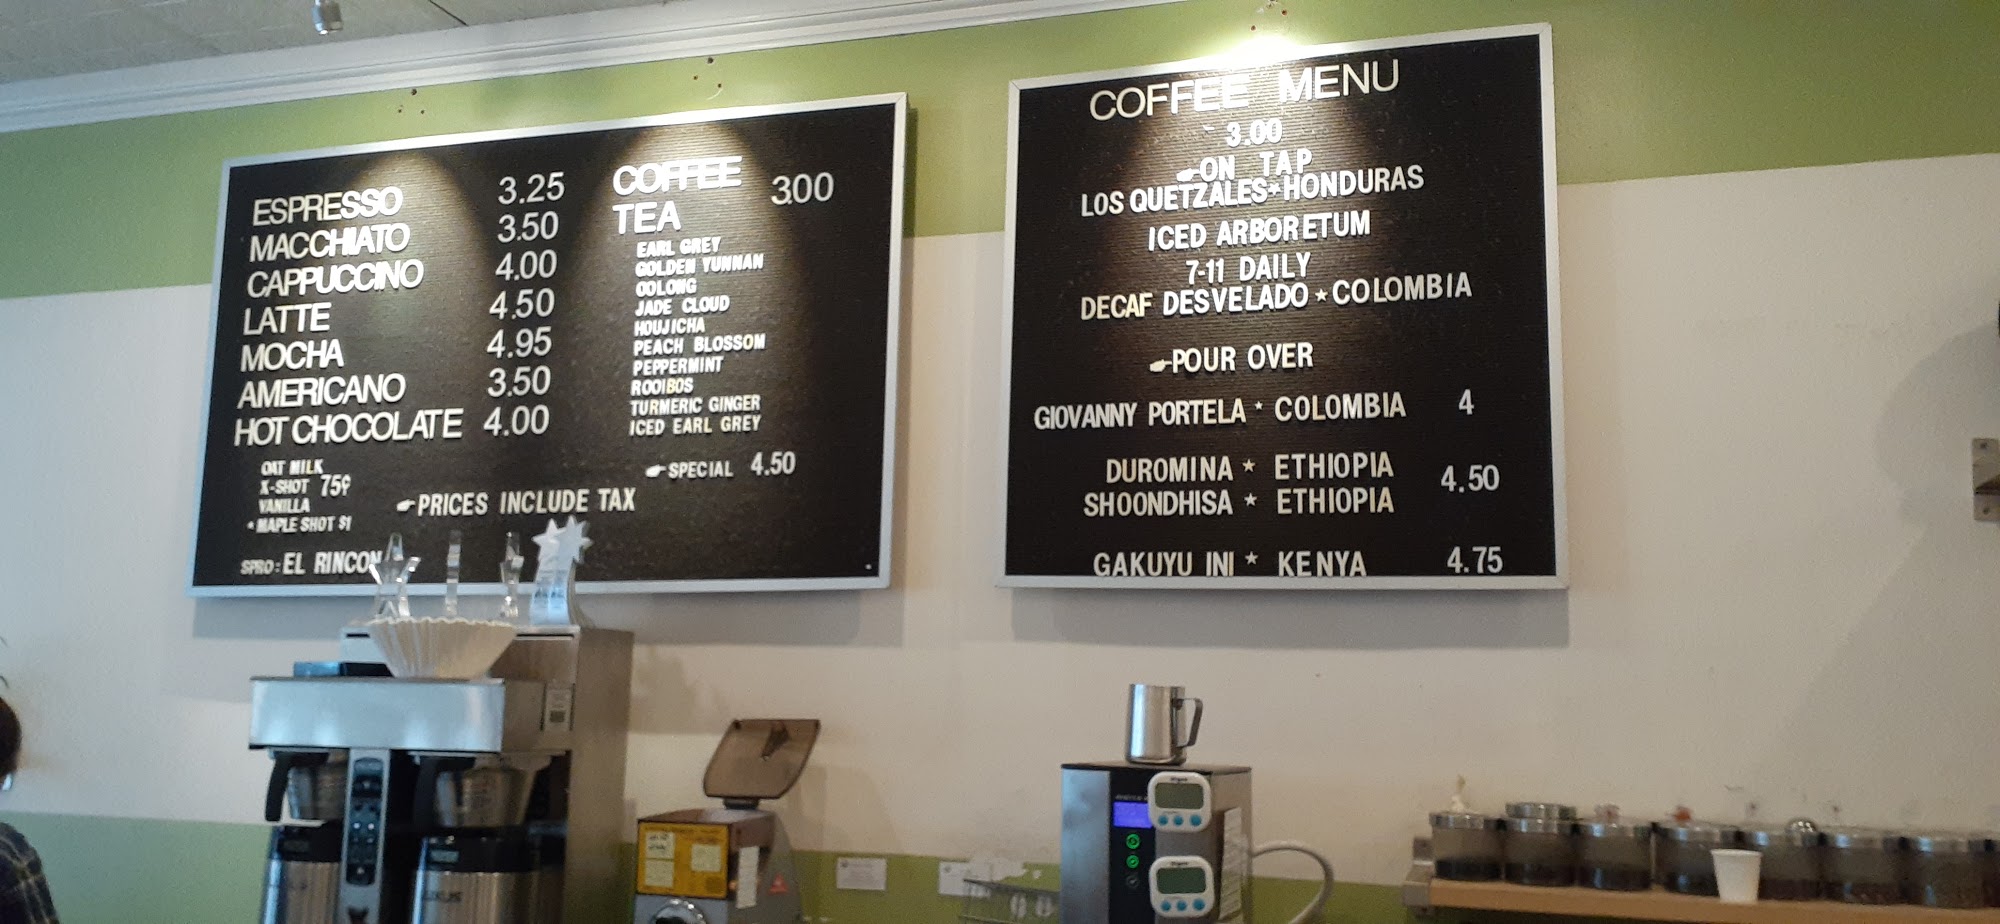 ESPRESSO 3.25
MACCHIATO 3.50
CAPPUCCINO 4.00
LATTE 4.50
MOCHA 4.95
AMERICANO 3.50
HOT CHOCOLATE 4.00
OAT MILK
X-SHOT 75¢
VANILLA
* MAPLE SHOT $1
SPRO: EL RINCON
COFFEE 3.00
TEA
EARL GREY
GOLDEN YUNNAN
OOLONG
JADE CLOUD
HOUJICHA
PEACH BLOSSOM
PEPPERMINT
ROOIBOS
TURMERIC GINGER
ICED EARL GREY
☛ SPECIAL 4.50
☛ PRICES INCLUDE TAX
COFFEE MENU
3.00
☛ ON TAP
LOS QUETZALES * HONDURAS
ICED ARBORETUM
7-11 DAILY
DECAF DESVELADO ★ COLOMBIA
☛ POUR OVER
GIOVANNY PORTELA * COLOMBIA 4
DUROMINA ★ ETHIOPIA
SHOONDHISA ★ ETHIOPIA 4.50
GAKUYU INI ★ KENYA 4.75